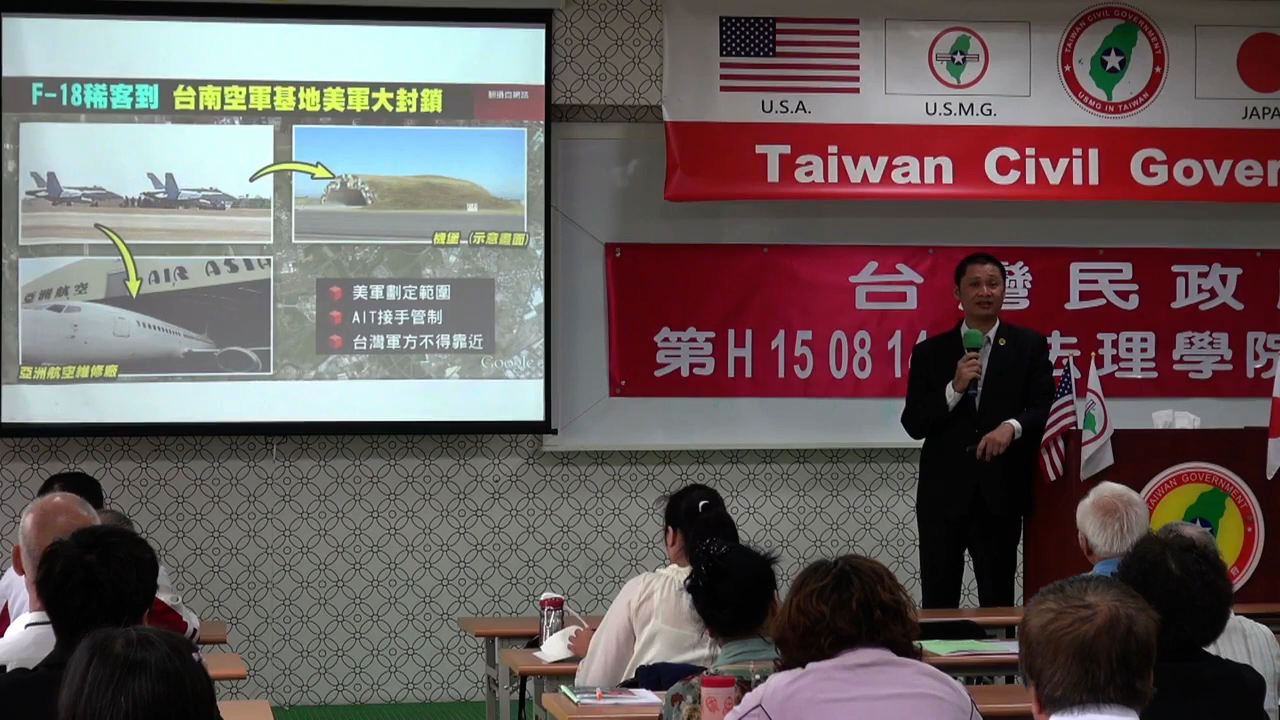 F-18稀客到 台南空軍基地美軍大封鎖
機堡 (示意畫面)
AIR ASIA
亞洲航空
亞洲航空維修廠
美軍劃定範圍
AIT接手管制
台灣軍方不得靠近
Google
U.S.A.
U.S.M.G.
TAIWAN CIVIL GOVERNMENT
USMG IN TAIWAN
JAPA
Taiwan Civil Gover
台灣民政
第H 15 08 1 法理學院
TAIWAN GOVERNMENT